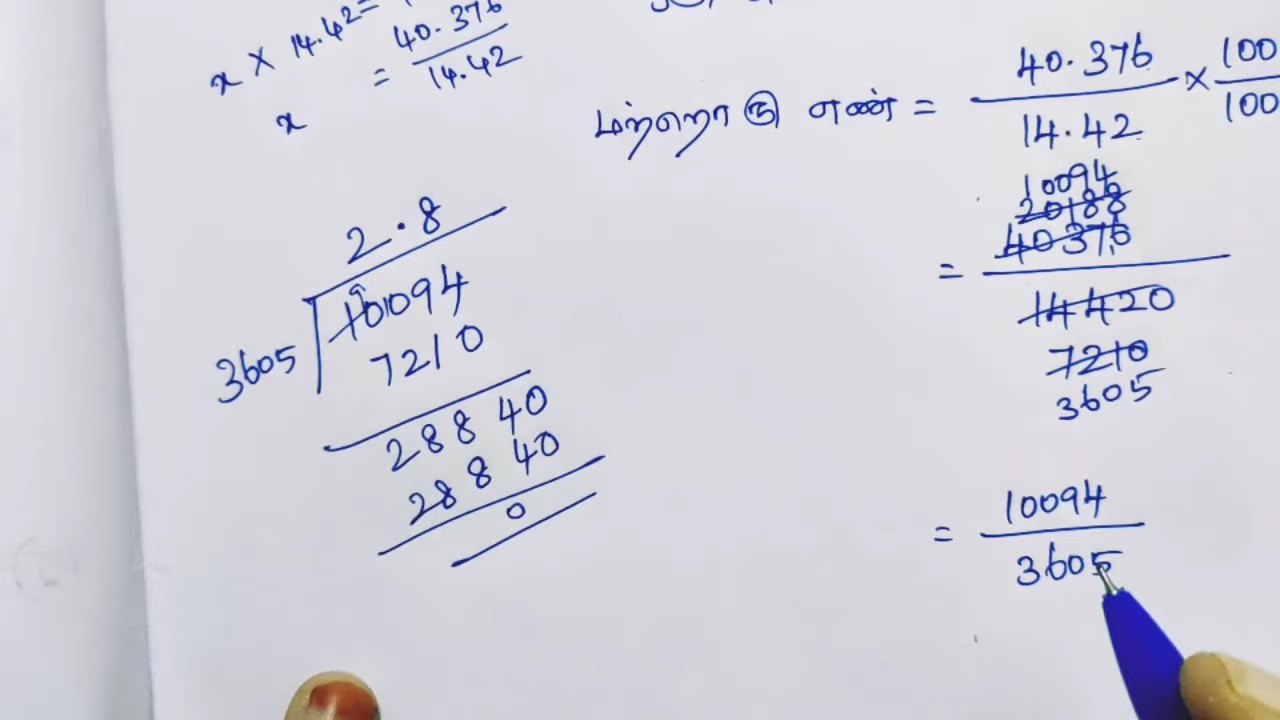 x × 14.42 =
= 40.376 / 14.42
x
மற்றொரு எண் = 40.376 / 14.42 × 100 / 100
10094
20188
= 40376 / 14420
7210
3605
2.8
3605 10094
7210
28840
28840
0
= 10094 / 3605